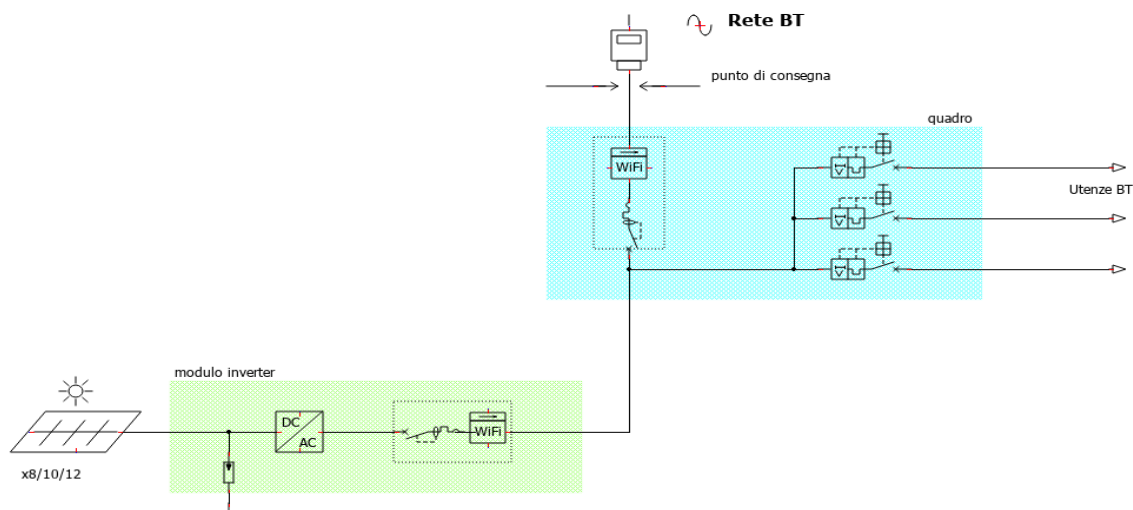 Rete BT
punto di consegna
quadro
WiFi
Utenze BT
modulo inverter
DC
AC
WiFi
x8/10/12